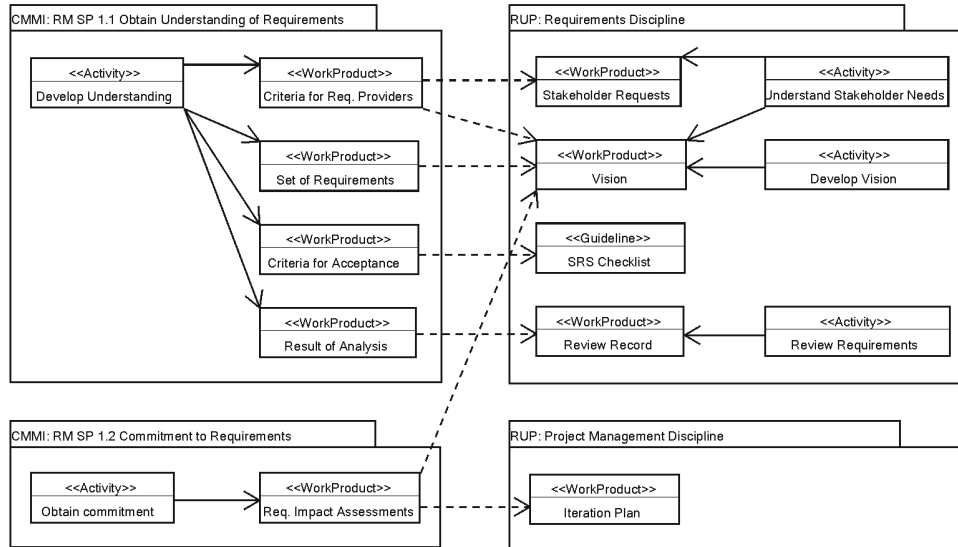 CMMI: RM SP 1.1 Obtain Understanding of Requirements
<<Activity>>
Develop Understanding
<<WorkProduct>>
Criteria for Req. Providers
<<WorkProduct>>
Set of Requirements
<<WorkProduct>>
Criteria for Acceptance
<<WorkProduct>>
Result of Analysis
RUP: Requirements Discipline
<<WorkProduct>>
Stakeholder Requests
<<Activity>>
Understand Stakeholder Needs
<<WorkProduct>>
Vision
<<Activity>>
Develop Vision
<<Guideline>>
SRS Checklist
<<WorkProduct>>
Review Record
<<Activity>>
Review Requirements
CMMI: RM SP 1.2 Commitment to Requirements
<<Activity>>
Obtain commitment
<<WorkProduct>>
Req. Impact Assessments
RUP: Project Management Discipline
<<WorkProduct>>
Iteration Plan